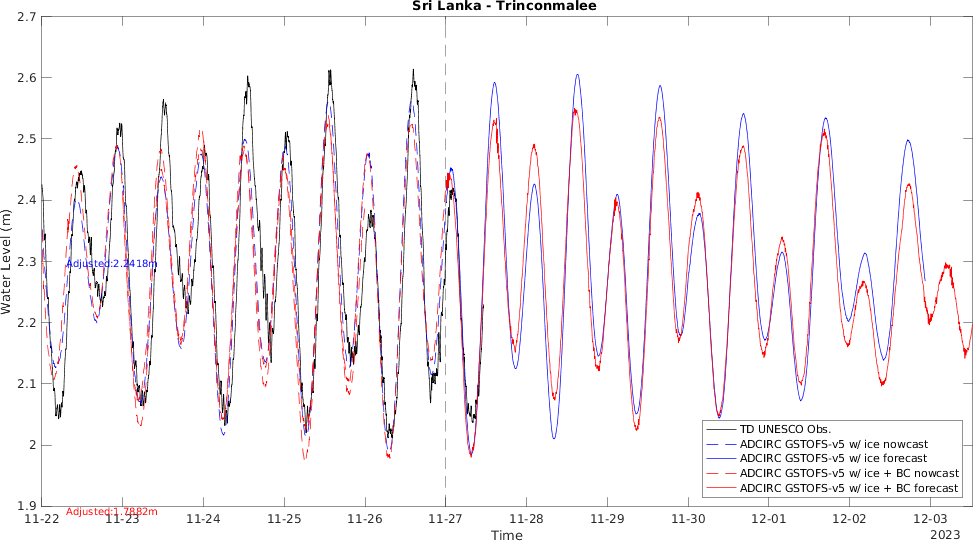 Sri Lanka - Trinconmalee
2.7
2.6
2.5
2.4
2.3
2.2
2.1
2
1.9
Water Level (m)
Adjusted:2.2418m
Adjusted:1.7882m
TD UNESCO Obs.
ADCIRC GSTOFS-v5 w/ ice nowcast
ADCIRC GSTOFS-v5 w/ ice forecast
ADCIRC GSTOFS-v5 w/ ice + BC nowcast
ADCIRC GSTOFS-v5 w/ ice + BC forecast
11-22 11-23 11-24 11-25 11-26 11-27 11-28 11-29 11-30 12-01 12-02 12-03
Time
2023